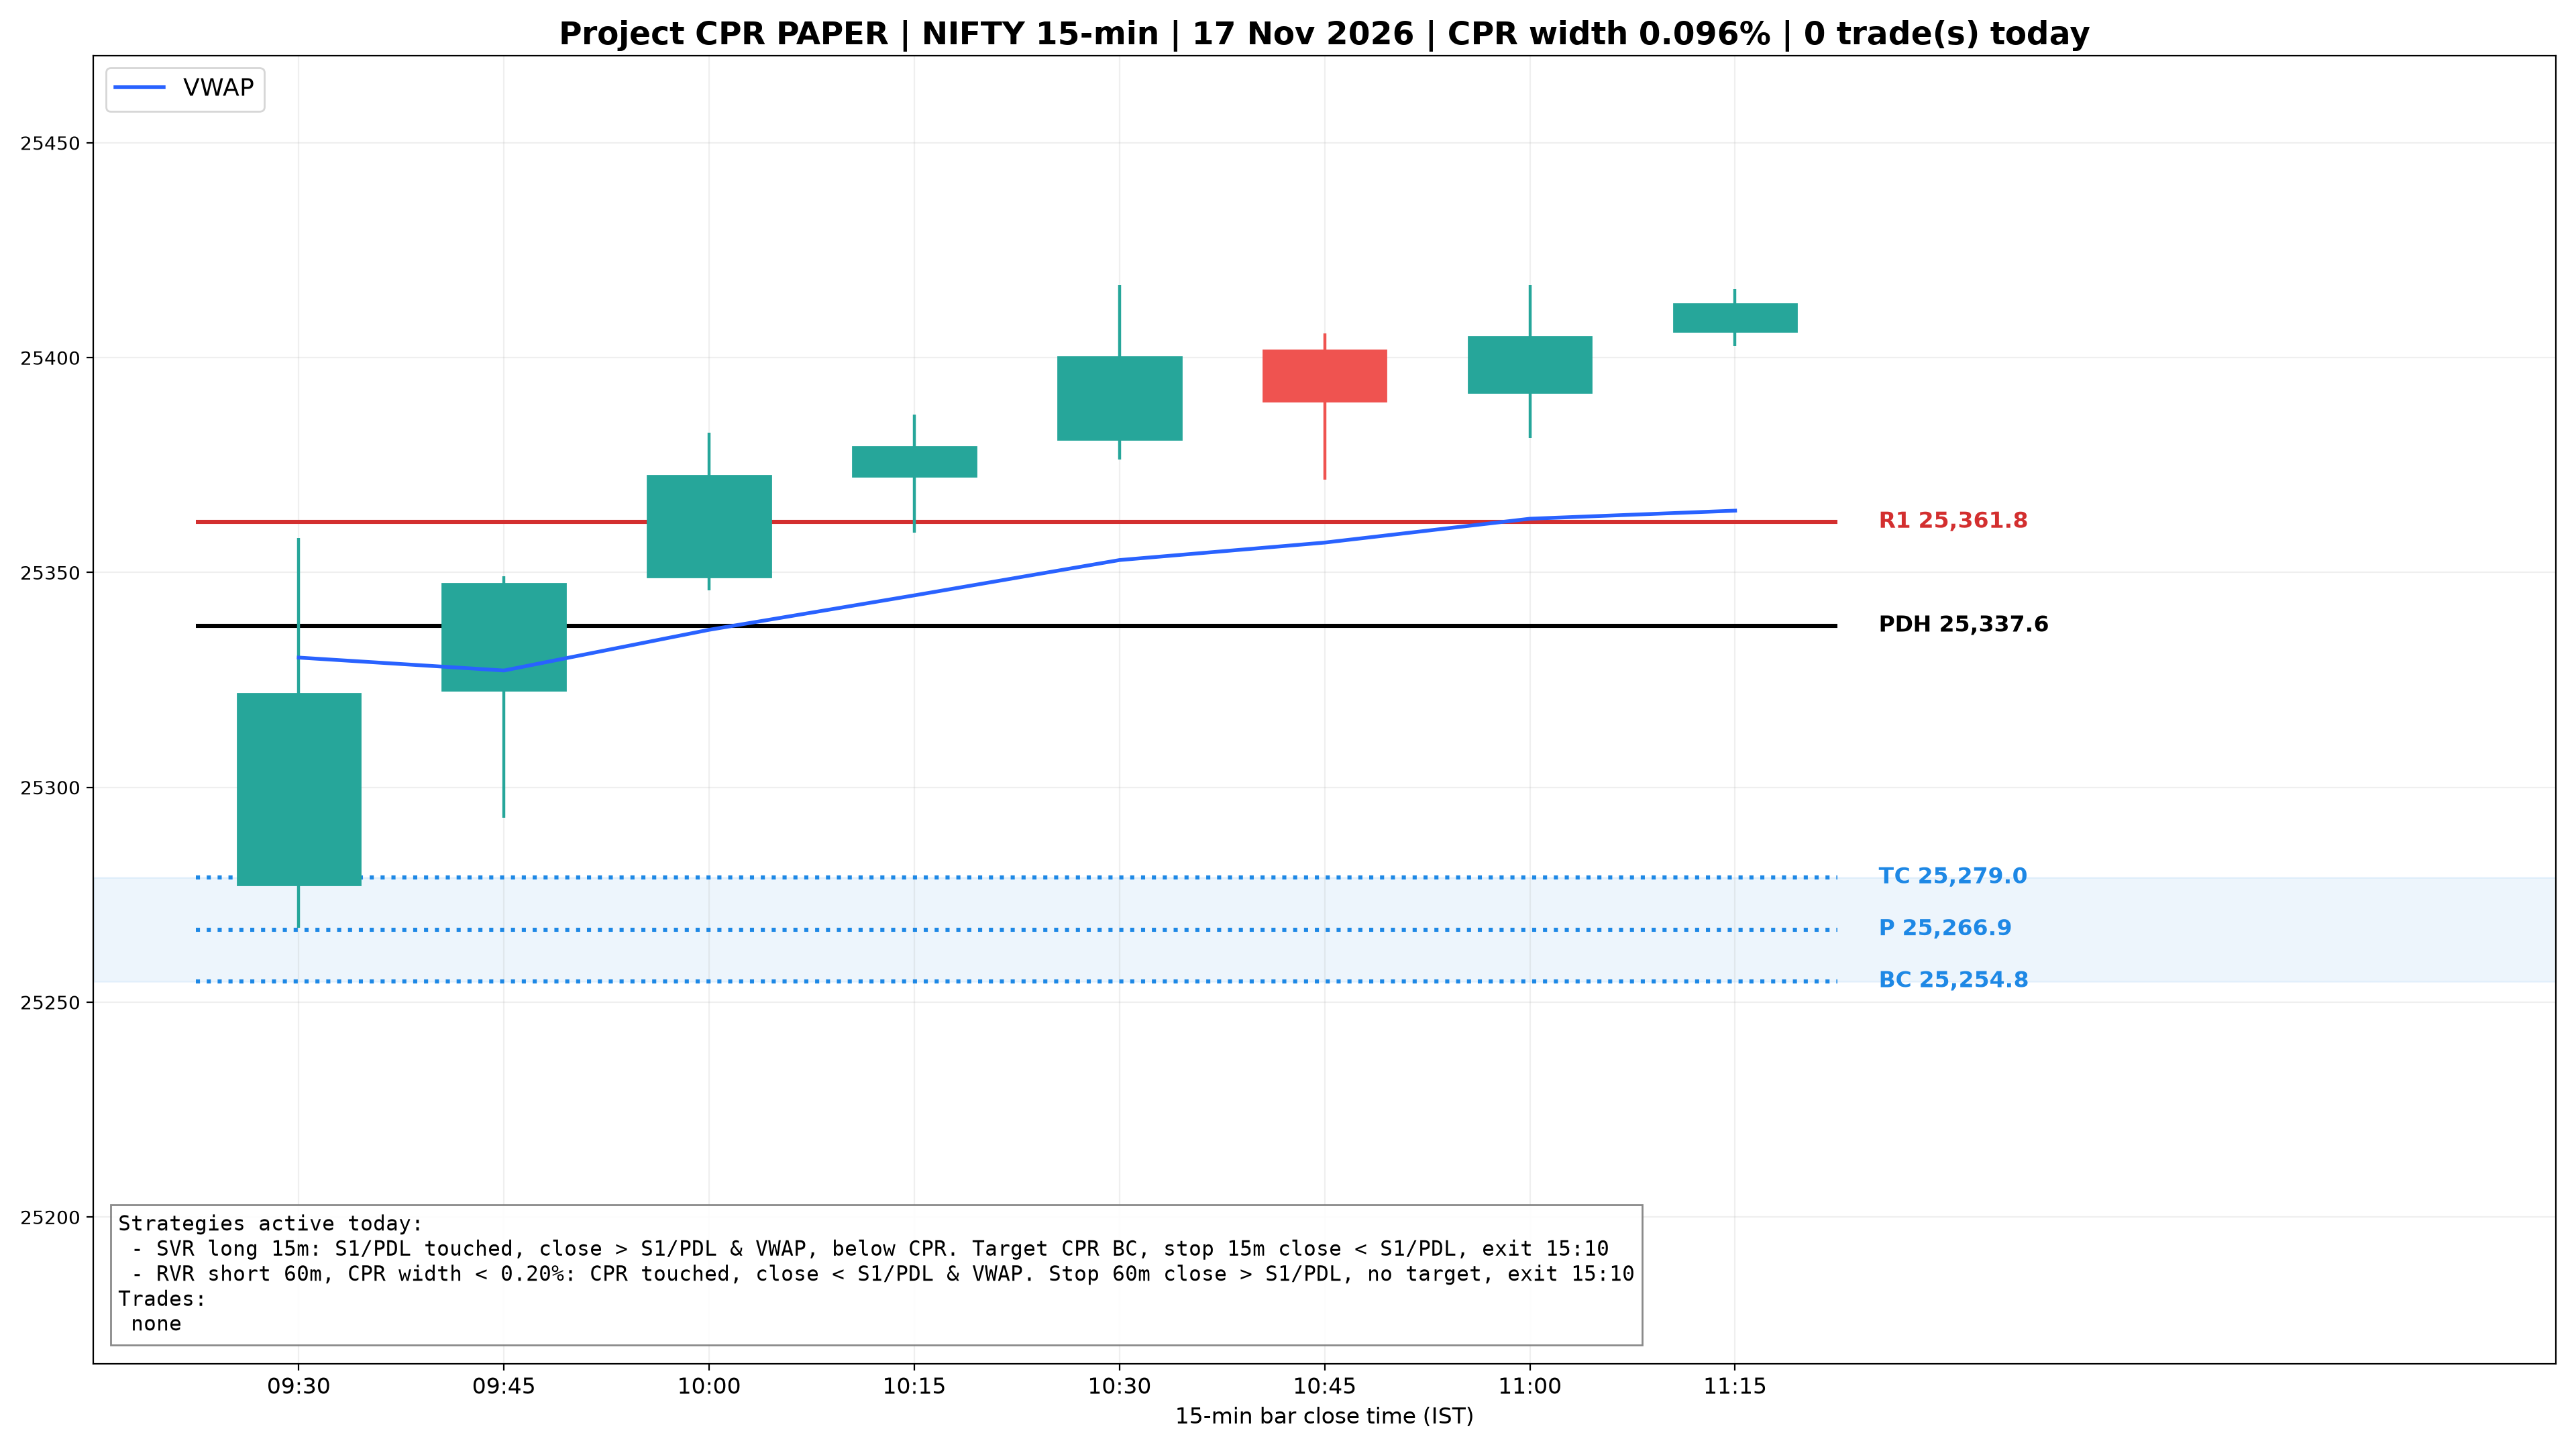 Project CPR PAPER | NIFTY 15-min | 17 Nov 2026 | CPR width 0.096% | 0 trade(s) today
VWAP
25450
25400
25350
25300
25250
25200
R1 25,361.8
PDH 25,337.6
TC 25,279.0
P 25,266.9
BC 25,254.8
Strategies active today:
- SVR long 15m: S1/PDL touched, close > S1/PDL & VWAP, below CPR. Target CPR BC, stop 15m close < S1/PDL, exit 15:10
- RVR short 60m, CPR width < 0.20%: CPR touched, close < S1/PDL & VWAP. Stop 60m close > S1/PDL, no target, exit 15:10
Trades:
none
09:30 09:45 10:00 10:15 10:30 10:45 11:00 11:15
15-min bar close time (IST)